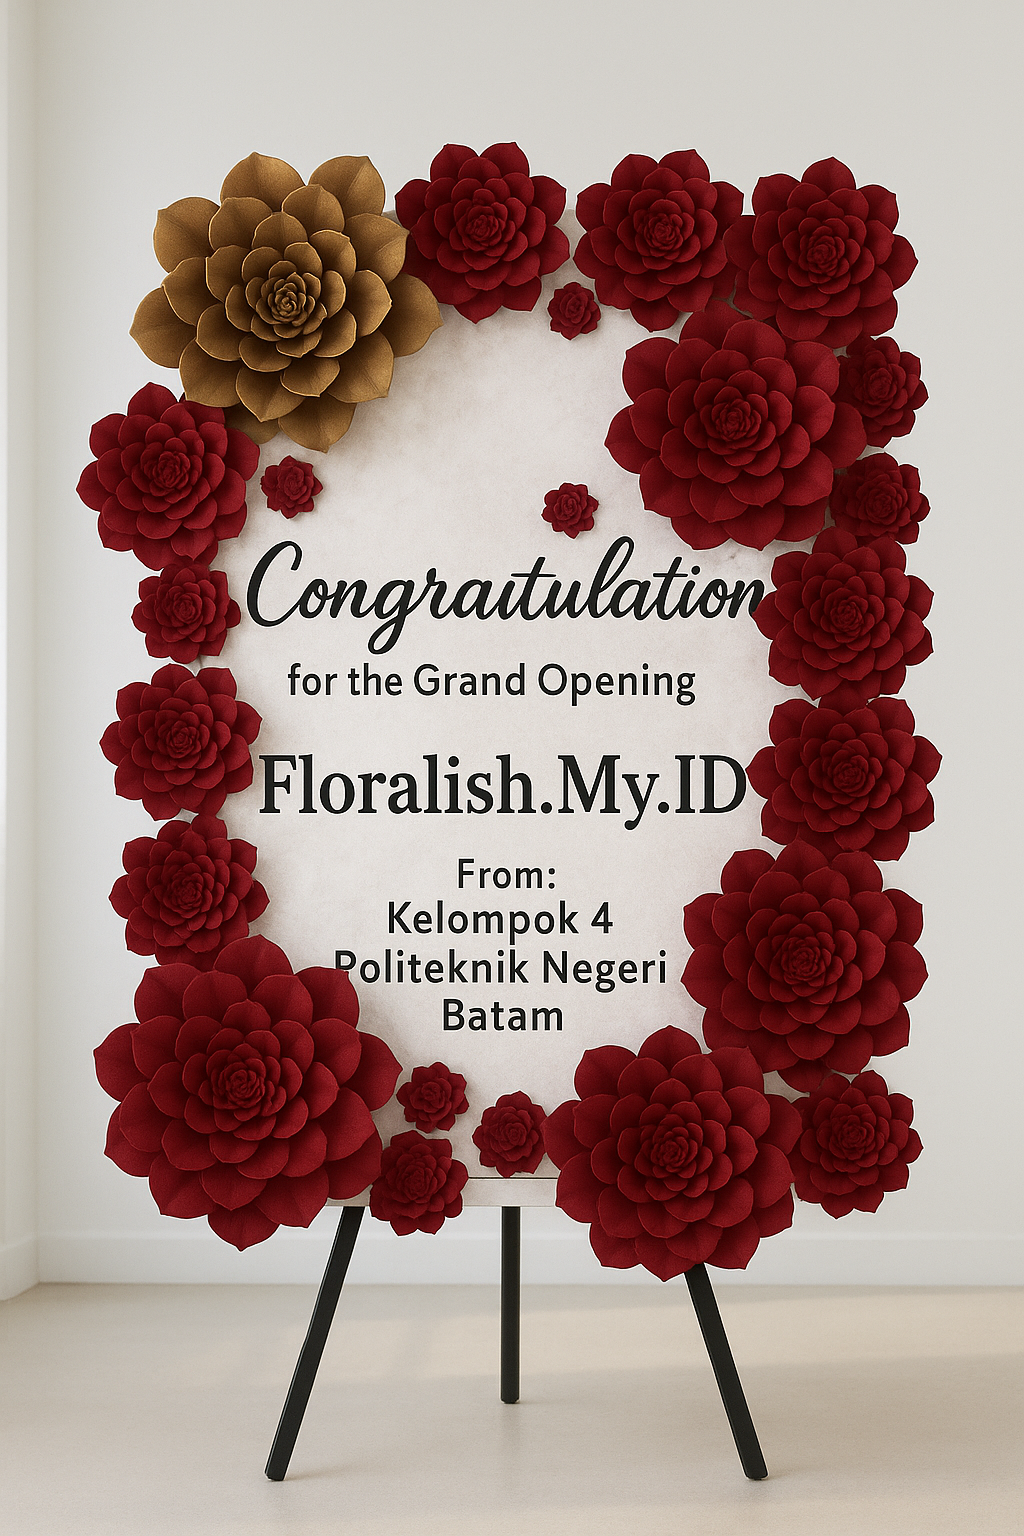 Congraitulation
for the Grand Opening
Floralish.My.ID
From:
Kelompok 4
Politeknik Negeri
Batam